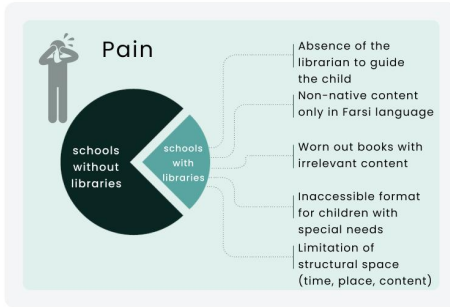 Pain
schools
without
libraries
schools
with
libraries
Absence of the
librarian to guide
the child
Non-native content
only in Farsi language
Worn out books with
irrelevant content
Inaccessible format
for children with
special needs
Limitation of
structural space
(time, place, content)